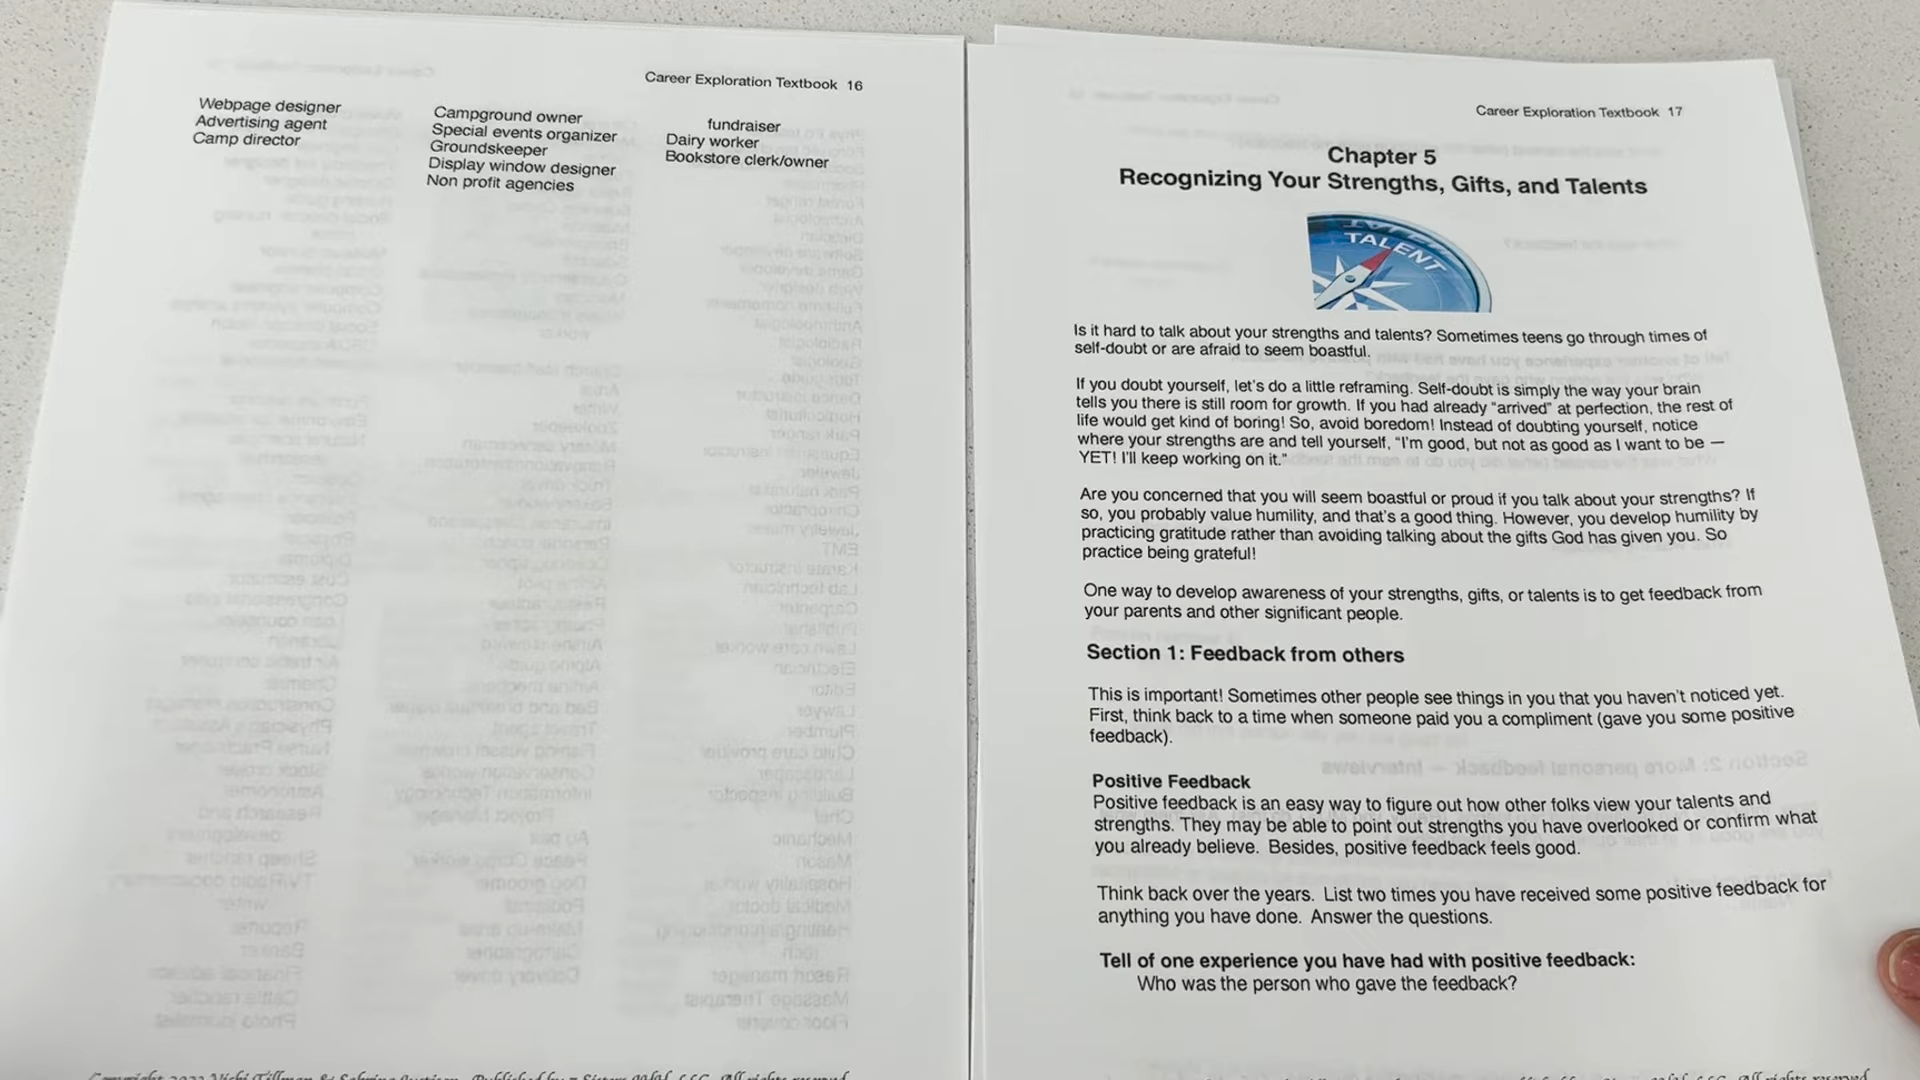 Career Exploration Textbook 16
Webpage designer
Advertising agent
Camp director
Campground owner
Special events organizer
Groundskeeper
Display window designer
Non profit agencies
fundraiser
Dairy worker
Bookstore clerk/owner
Career Exploration Textbook 17
Chapter 5
Recognizing Your Strengths, Gifts, and Talents
TALENT
Is it hard to talk about your strengths and talents? Sometimes teens go through times of
self-doubt or are afraid to seem boastful.
If you doubt yourself, let's do a little reframing. Self-doubt is simply the way your brain
tells you there is still room for growth. If you had already "arrived" at perfection, the rest of
life would get kind of boring! So, avoid boredom! Instead of doubting yourself, notice
where your strengths are and tell yourself, "I'm good, but not as good as I want to be —
YET! I'll keep working on it."
Are you concerned that you will seem boastful or proud if you talk about your strengths? If
so, you probably value humility, and that's a good thing. However, you develop humility by
practicing gratitude rather than avoiding talking about the gifts God has given you. So
practice being grateful!
One way to develop awareness of your strengths, gifts, or talents is to get feedback from
your parents and other significant people.
Section 1: Feedback from others
This is important! Sometimes other people see things in you that you haven't noticed yet.
First, think back to a time when someone paid you a compliment (gave you some positive
feedback).
Positive Feedback
Positive feedback is an easy way to figure out how other folks view your talents and
strengths. They may be able to point out strengths you have overlooked or confirm what
you already believe. Besides, positive feedback feels good.
Think back over the years. List two times you have received some positive feedback for
anything you have done. Answer the questions.
Tell of one experience you have had with positive feedback:
Who was the person who gave the feedback?